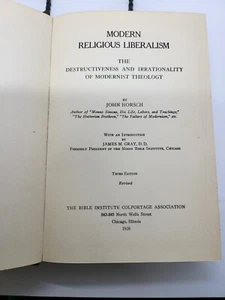 MODERN
RELIGIOUS LIBERALISM
THE
DESTRUCTIVENESS AND IRRATIONALITY
OF MODERNIST THEOLOGY
BY
JOHN HORSCH
Author of "Menno Simons, His Life, Labors, and Teachings,"
"The Hutterian Brethren," "The Failure of Modernism," etc.
WITH AN INTRODUCTION
BY
JAMES M. GRAY, D.D.
FORMERLY PRESIDENT OF THE MOODY BIBLE INSTITUTE, CHICAGO
THIRD EDITION
Revised
THE BIBLE INSTITUTE COLPORTAGE ASSOCIATION
843-845 North Wells Street
Chicago, Illinois